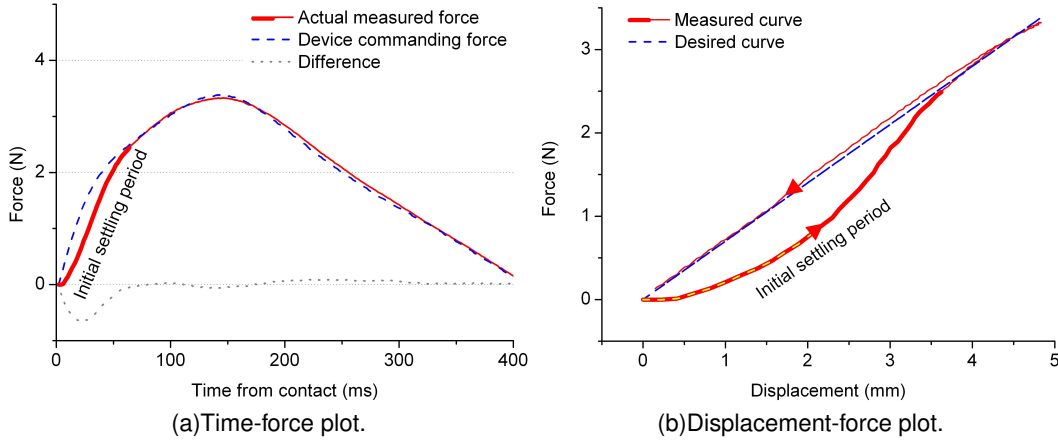 Actual measured force
Device commanding force
Difference
4
2
0
Force (N)
Initial settling period
0
100
200
300
400
Time from contact (ms)
(a)Time-force plot.
Measured curve
Desired curve
3
2
1
0
Force (N)
Initial settling period
0
1
2
3
4
5
Displacement (mm)
(b)Displacement-force plot.